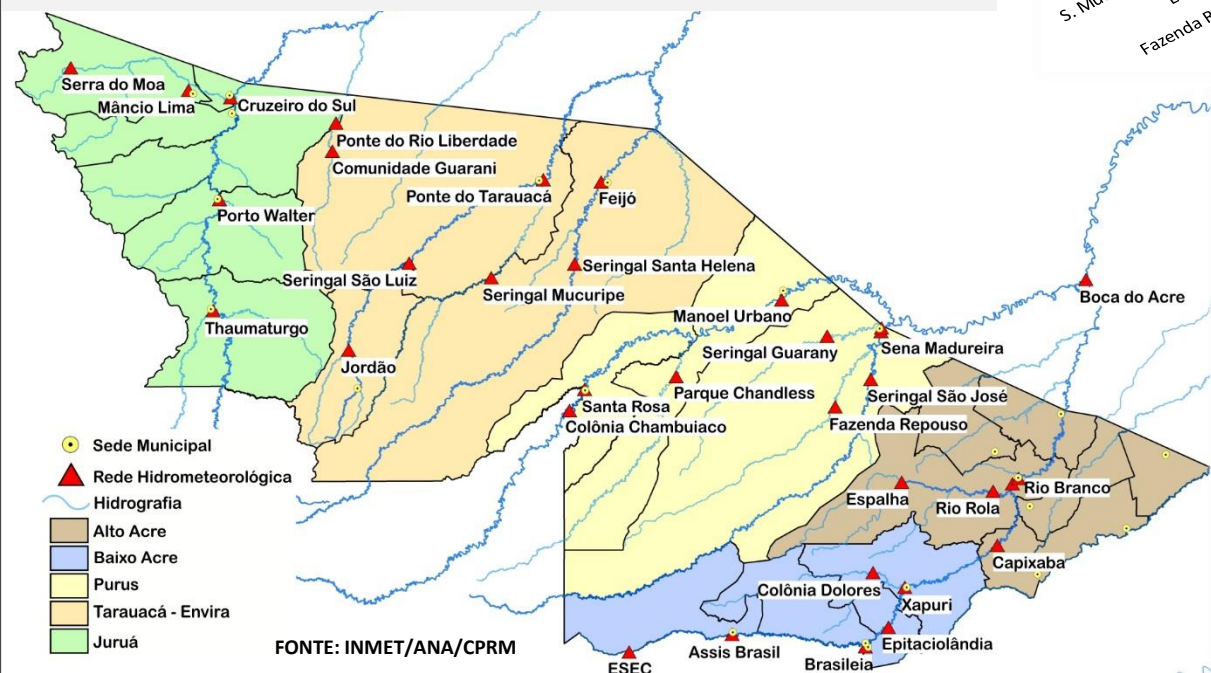 Serra do Moa
Mâncio Lima
Cruzeiro do Sul
Ponte do Rio Liberdade
Comunidade Guarani
Ponte do Tarauacá
Feijó
Porto Walter
Seringal São Luiz
Seringal Santa Helena
Seringal Mucuripe
Thaumaturgo
Jordão
Manoel Urbano
Boca do Acre
Seringal Guarany
Sena Madureira
Parque Chandless
Seringal São José
Santa Rosa
Colônia Chambuiaco
Fazenda Repouso
Espalha
Rio Rola
Rio Branco
Capixaba
Colônia Dolores
Xapuri
Epitaciolândia
Assis Brasil
Brasileia
ESEC
Sede Municipal
Rede Hidrometeorológica
Hidrografia
Alto Acre
Baixo Acre
Purus
Tarauacá - Envira
Juruá
FONTE: INMET/ANA/CPRM
Fazenda R